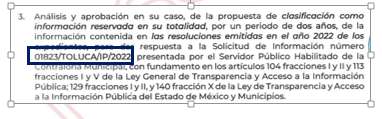 3. Análisis y aprobación en su caso, de la propuesta de clasificación como
información reservada en su totalidad, por un periodo de dos años, de la
información contenida en las resoluciones emitidas en el año 2022 de los
expedientes, para dar respuesta a la Solicitud de Información número
01823/TOLUCA/IP/2022, presentada por el Servidor Público Habilitado de la
Contraloría Municipal, con fundamento en los artículos 104 fracciones I y II y 113
fracciones I y V de la Ley General de Transparencia y Acceso a la Información
Pública; 129 fracciones I y II, y 140 fracción X de la Ley de Transparencia y Acceso
a la Información Pública del Estado de México y Municipios.